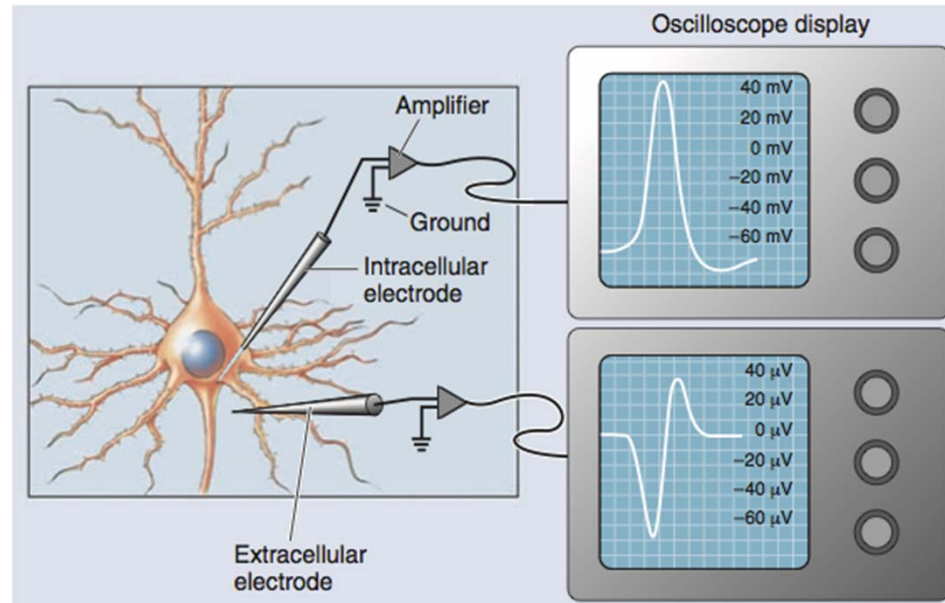 Oscilloscope display
Amplifier
Ground
Intracellular
electrode
40 mV
20 mV
0 mV
−20 mV
−40 mV
−60 mV
Extracellular
electrode
40 μV
20 μV
0 μV
−20 μV
−40 μV
−60 μV